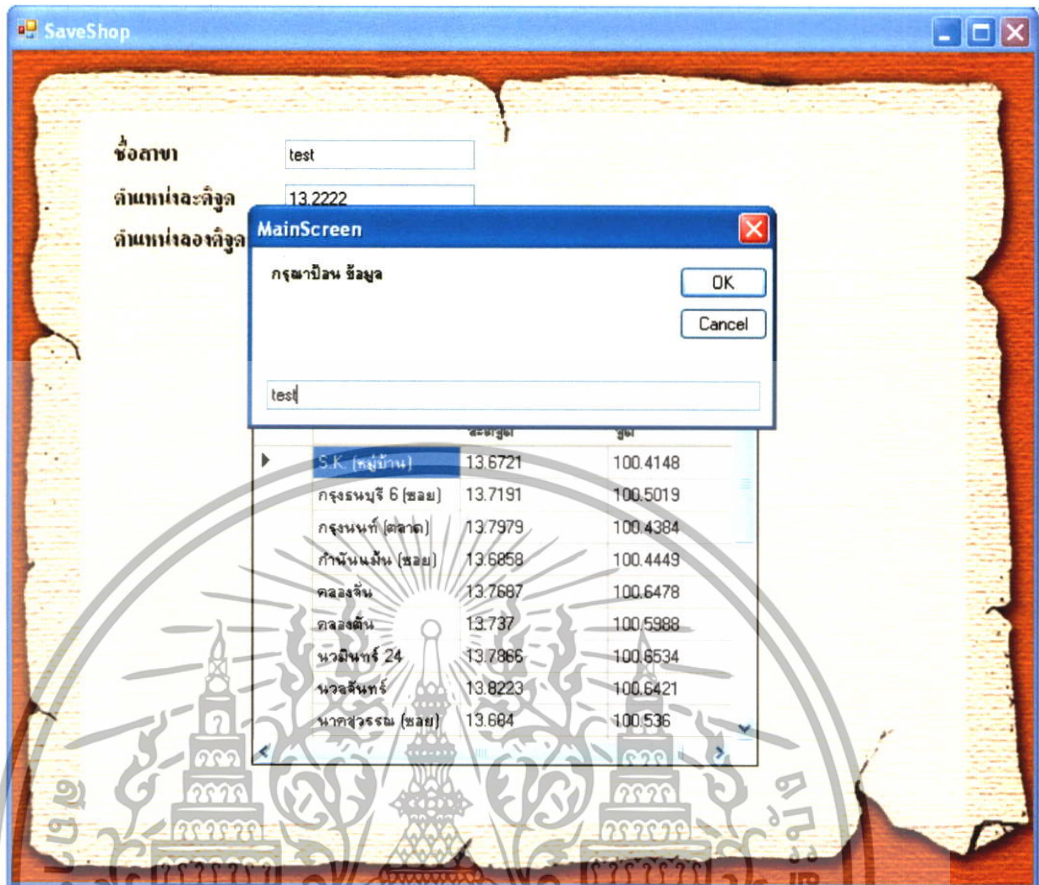 SaveShop
ชื่อสาขา test
ตำแหน่งละติจูด 13.2222
ตำแหน่งลองติจูด
MainScreen
กรุณาป้อน ข้อมูล
OK
Cancel
test
ละติจูด จูด
S.K. (หมู่บ้าน) 13.6721 100.4148
กรุงธนบุรี 6 (ซอย) 13.7191 100.5019
กรุงนนท์ (ตลาด) 13.7979 100.4384
กำนันแม้น (ซอย) 13.6858 100.4449
คลองจั่น 13.7687 100.6478
คลองตัน 13.737 100.5988
นวมินทร์ 24 13.7866 100.6534
นวลจันทร์ 13.8223 100.6421
นาคสุวรรณ (ซอย) 13.684 100.536